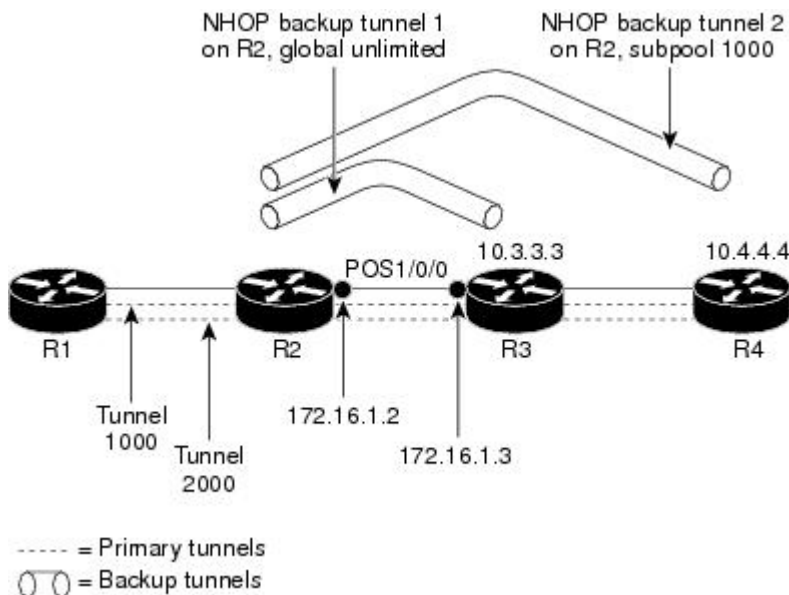 NHOP backup tunnel 1
on R2, global unlimited
NHOP backup tunnel 2
on R2, subpool 1000
10.3.3.3
10.4.4.4
POS1/0/0
R1
R2
R3
R4
Tunnel
1000
172.16.1.2
Tunnel
2000
172.16.1.3
= Primary tunnels
= Backup tunnels